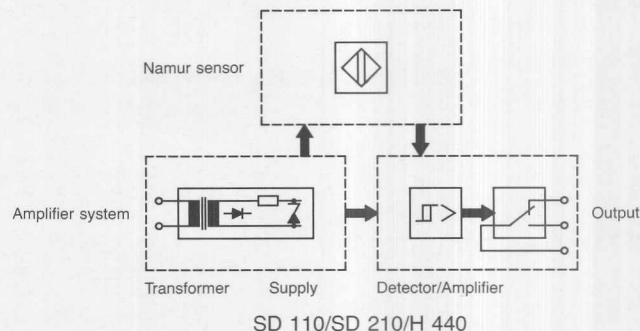 Namur sensor
Amplifier system
Output
Transformer
Supply
Detector/Amplifier
SD 110/SD 210/H 440